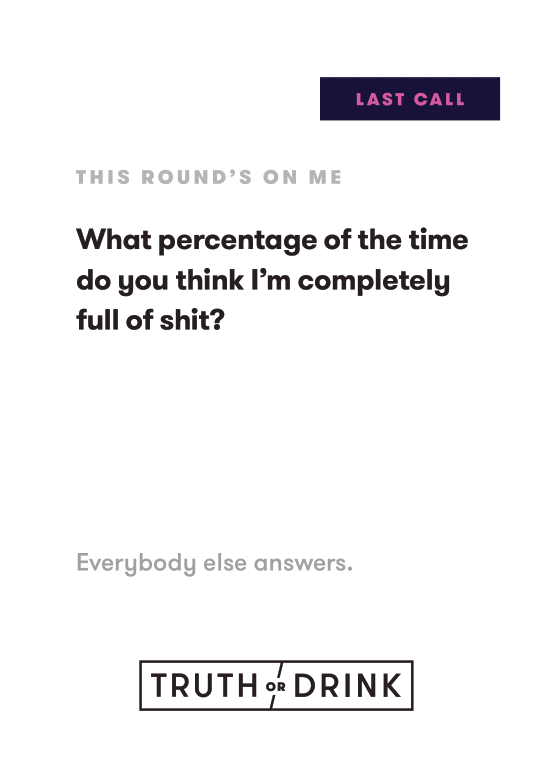 LAST CALL
THIS ROUND’S ON ME
What percentage of the time
do you think I’m completely
full of shit?
Everybody else answers.
TRUTH OR DRINK